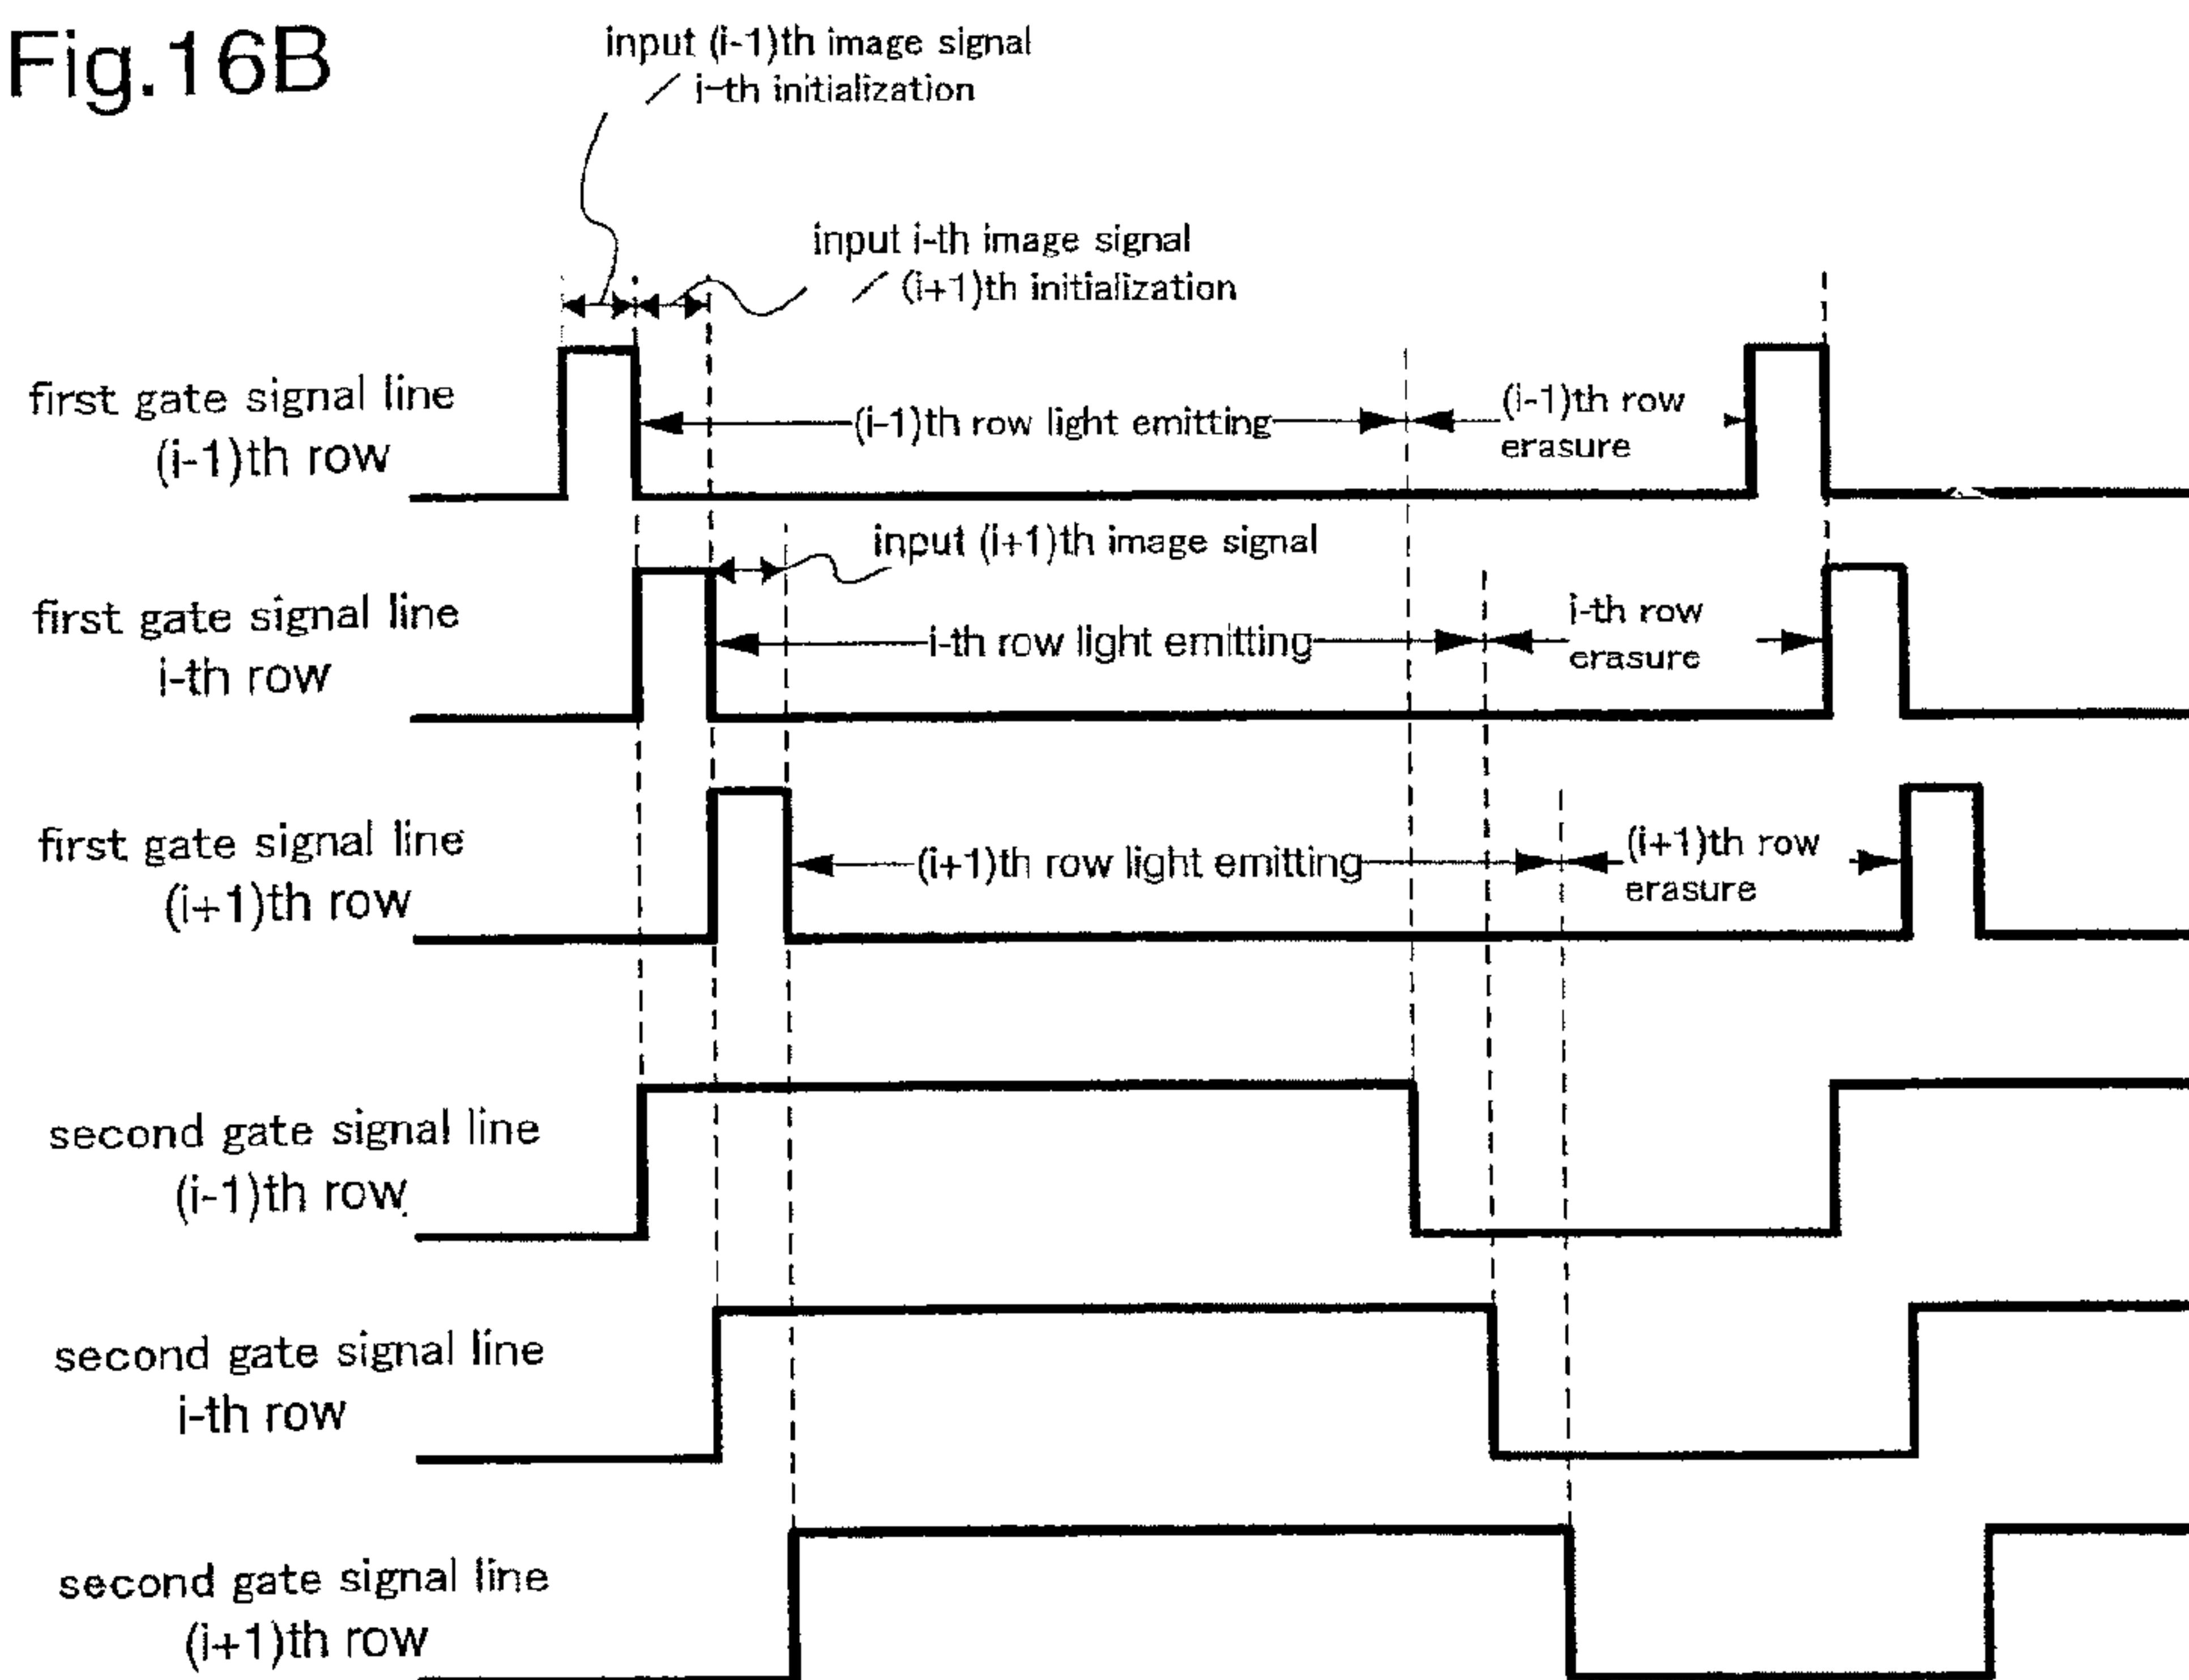 Fig.16B
input (i-1)th image signal
/ i-th initialization
input i-th image signal
/ (i+1)th initialization
first gate signal line
(i-1)th row
(i-1)th row light emitting
(i-1)th row
erasure
input (i+1)th image signal
first gate signal line
i-th row
i-th row light emitting
i-th row
erasure
first gate signal line
(i+1)th row
(i+1)th row light emitting
(i+1)th row
erasure
second gate signal line
(i-1)th row
second gate signal line
i-th row
second gate signal line
(i+1)th row